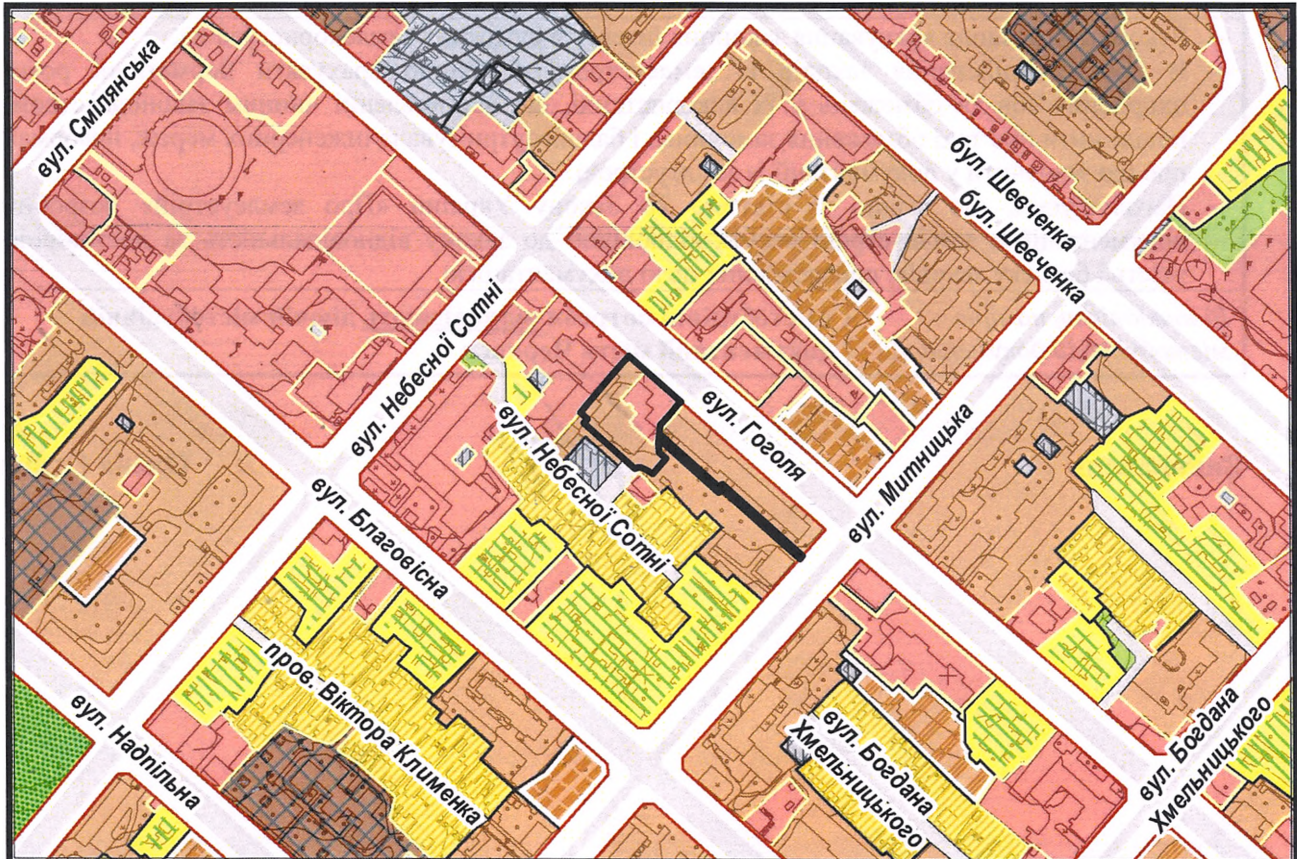 вул. Смілянська
бул. Шевченка
бул. Шевченка
вул. Небесної Сотні
вул. Гоголя
вул. Небесної Сотні
вул. Митницька
вул. Благовісна
пров. Віктора Клименка
вул. Надпільна
вул. Богдана
Хмельницького
вул. Богдана
Хмельницького